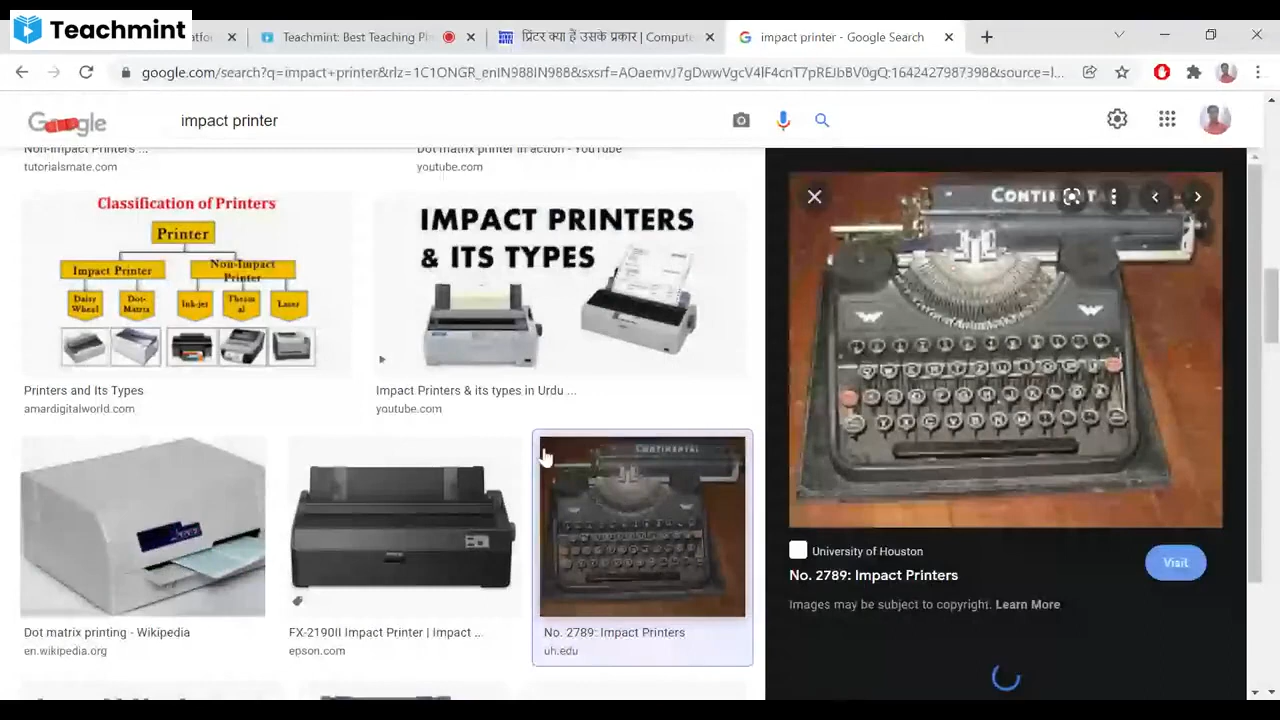 Teachmint
Teachmint: Best Teaching Pl
प्रिंटर क्या हैं उसके प्रकार | Compute
impact printer - Google Search
google.com/search?q=impact+printer&rlz=1C1ONGR_enIN988IN988&sxsrf=AOaemvJ7gDwwVgcV4lF4cnT7pREJbBV0gQ:1642427987398&source=l...
Google
impact printer
Non-Impact Printers ...
tutorialsmate.com
Dot matrix printer in action - YouTube
youtube.com
Classification of Printers
Printer
Impact Printer
Non-Impact
Printer
Daisy
Wheel
Dot-
Matrix
Ink-jet
Therm
al
Laser
Printers and Its Types
amardigitalworld.com
IMPACT PRINTERS
& ITS TYPES
Impact Printers & its types in Urdu ...
youtube.com
Dot matrix printing - Wikipedia
en.wikipedia.org
FX-2190II Impact Printer | Impact ...
epson.com
CONTINENTAL
No. 2789: Impact Printers
uh.edu
University of Houston
No. 2789: Impact Printers
Visit
Images may be subject to copyright. Learn More